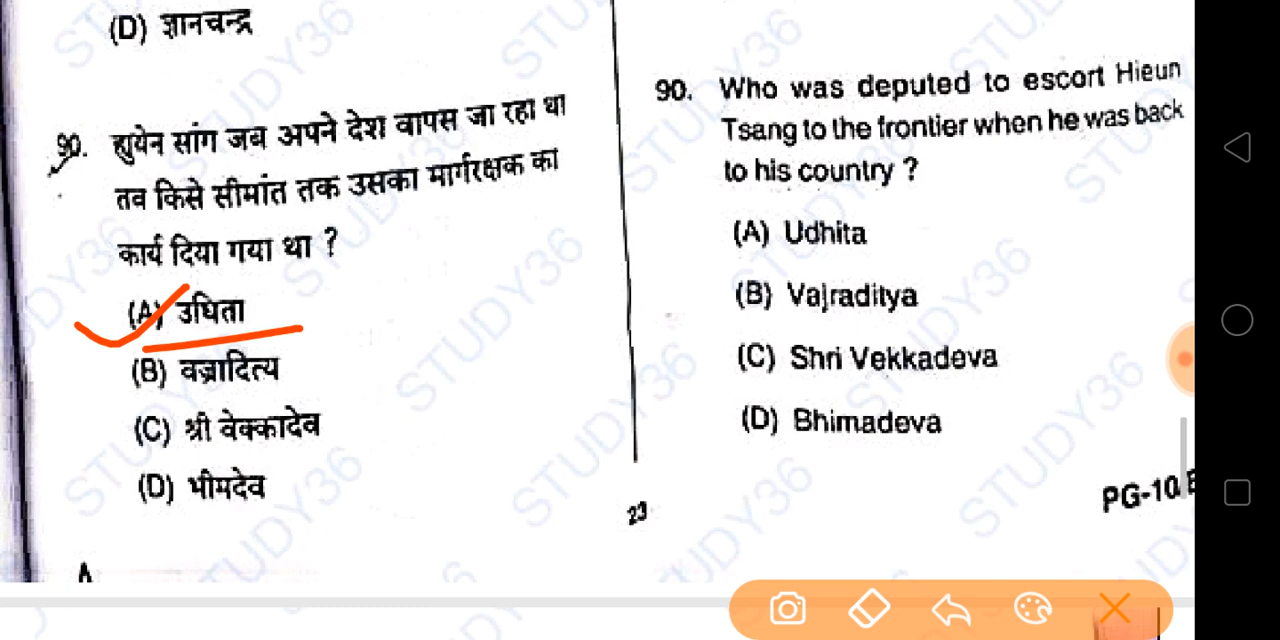 (D) ज्ञानचन्द्र
90. ह्युयेन सांग जब अपने देश वापस जा रहा था
तव किसे सीमांत तक उसका मार्गरक्षक का
कार्य दिया गया था ?
(A) उधिता
(B) वज्रादित्य
(C) श्री वेक्कादेव
(D) भीमदेव
90. Who was deputed to escort Hieun
Tsang to the frontier when he was back
to his country ?
(A) Udhita
(B) Vajraditya
(C) Shri Vekkadeva
(D) Bhimadeva
23
PG-10
A
STUDY36